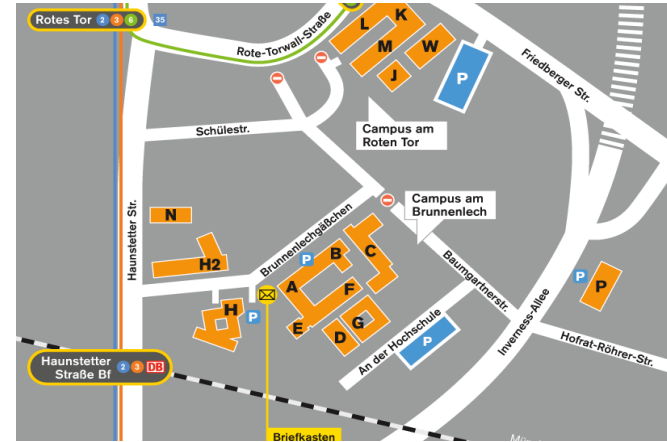 Rotes Tor 2 3 6 35
Rote-Torwall-Straße
L
K
M
W
J
P
Friedberger Str.
Schülestr.
Campus am
Roten Tor
Campus am
Brunnenlech
Haunstetter Str.
N
H2
Brunnenlechgäßchen
P
B
C
A
F
E
D
G
H
P
Baumgartnerstr.
An der Hochschule
P
Inverness-Allee
P
P
Hofrat-Röhrer-Str.
Haunstetter
Straße Bf 2 3 DB
Briefkasten